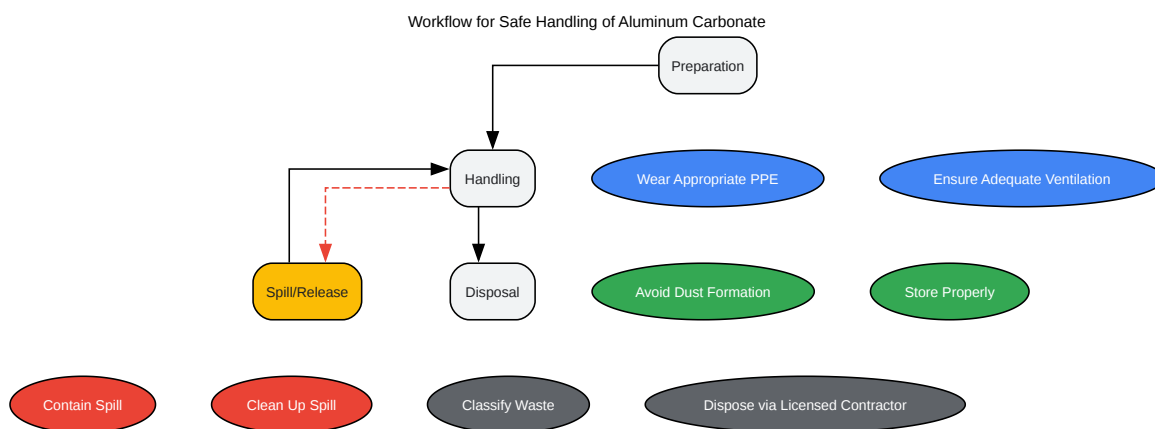 Workflow for Safe Handling of Aluminum Carbonate
Preparation
Handling
Wear Appropriate PPE
Ensure Adequate Ventilation
Spill/Release
Disposal
Avoid Dust Formation
Store Properly
Contain Spill
Clean Up Spill
Classify Waste
Dispose via Licensed Contractor